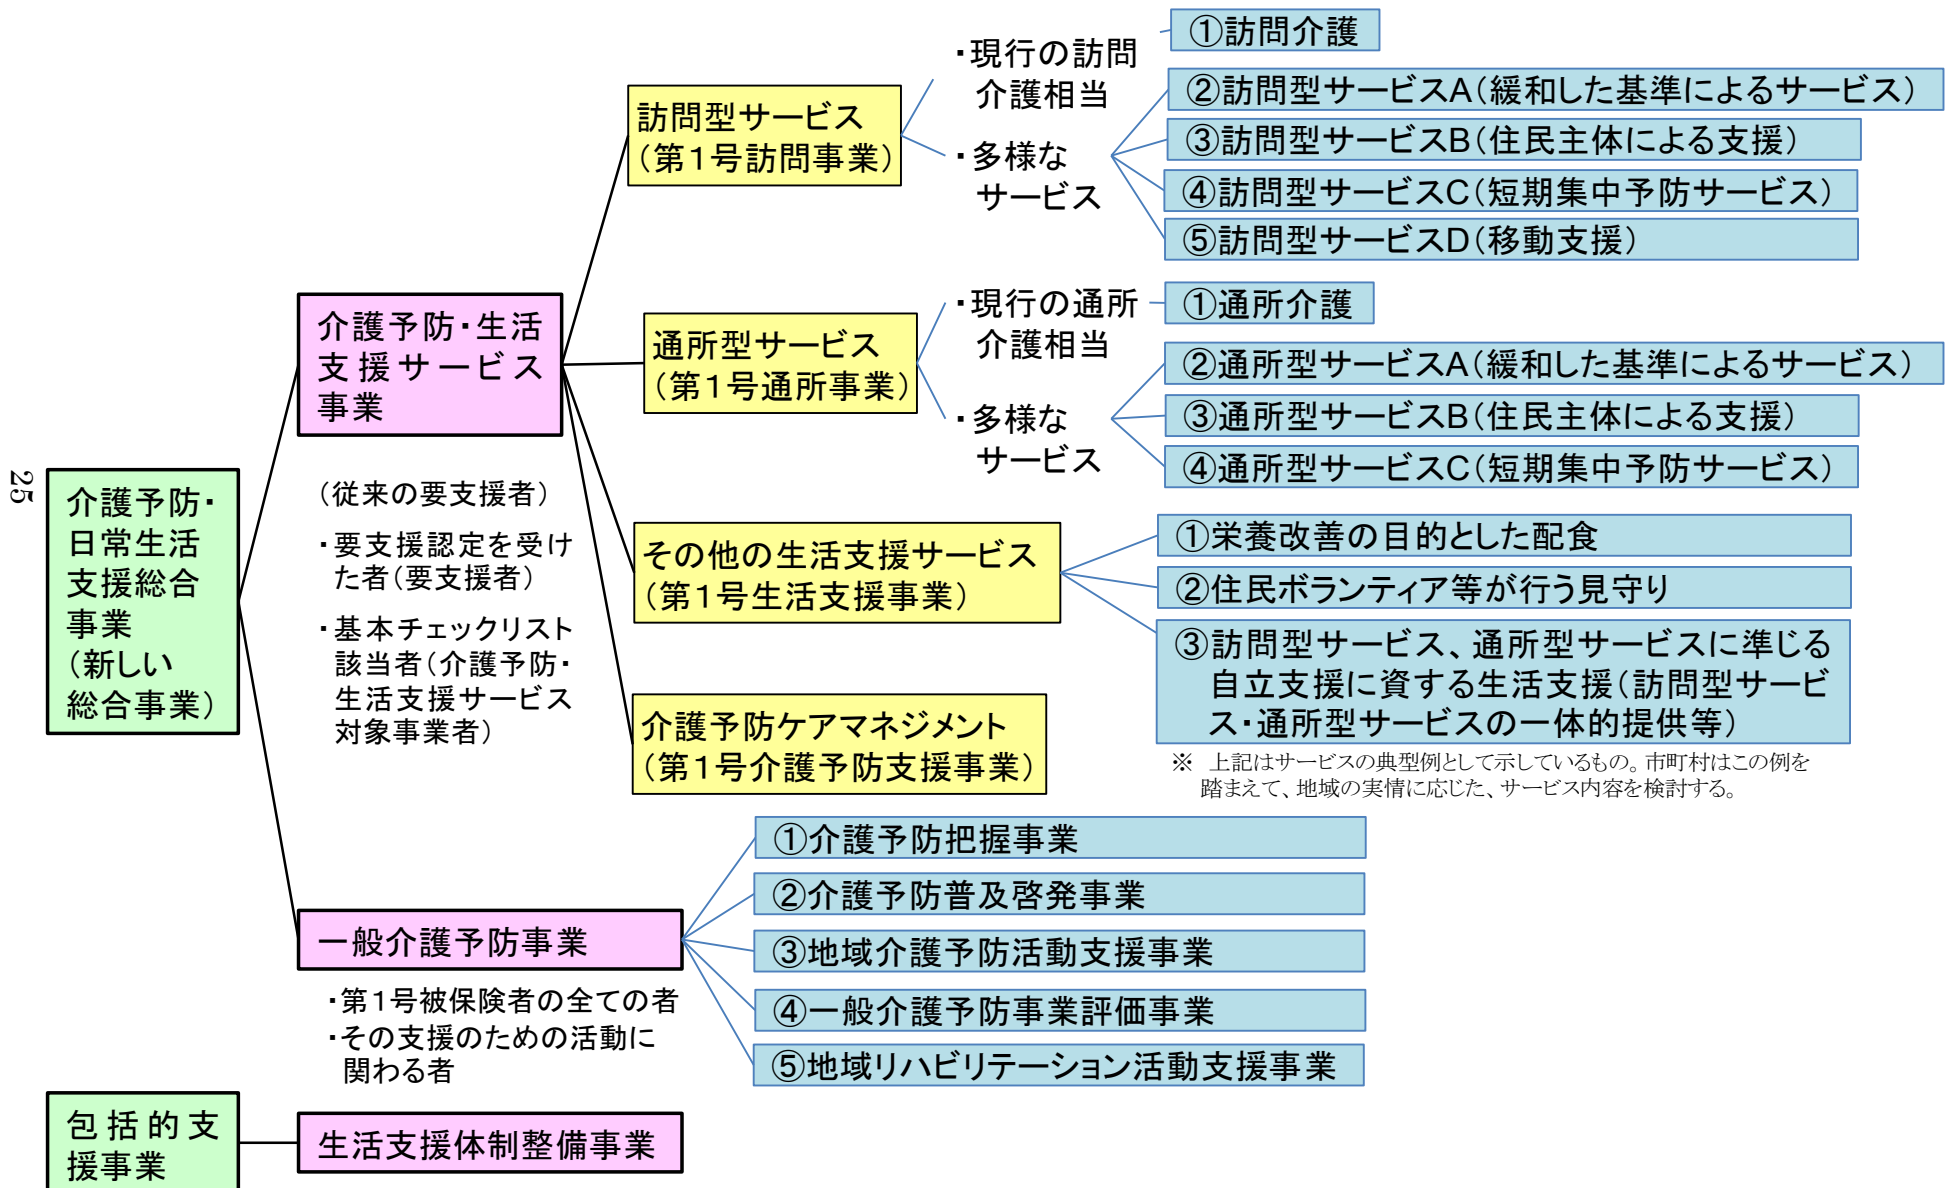 25
介護予防・
日常生活
支援総合
事業
（新しい
総合事業）
介護予防・生活
支援サービス
事業
（従来の要支援者）
・要支援認定を受け
た者（要支援者）
・基本チェックリスト
該当者（介護予防・
生活支援サービス
対象事業者）
訪問型サービス
（第1号訪問事業）
・現行の訪問
介護相当
①訪問介護
・多様な
サービス
②訪問型サービスA（緩和した基準によるサービス）
③訪問型サービスB（住民主体による支援）
④訪問型サービスC（短期集中予防サービス）
⑤訪問型サービスD（移動支援）
通所型サービス
（第1号通所事業）
・現行の通所
介護相当
①通所介護
・多様な
サービス
②通所型サービスA（緩和した基準によるサービス）
③通所型サービスB（住民主体による支援）
④通所型サービスC（短期集中予防サービス）
その他の生活支援サービス
（第1号生活支援事業）
①栄養改善の目的とした配食
②住民ボランティア等が行う見守り
③訪問型サービス、通所型サービスに準じる
自立支援に資する生活支援（訪問型サービ
ス・通所型サービスの一体的提供等）
※ 上記はサービスの典型例として示しているもの。市町村はこの例を
踏まえて、地域の実情に応じた、サービス内容を検討する。
介護予防ケアマネジメント
（第1号介護予防支援事業）
一般介護予防事業
・第1号被保険者の全ての者
・その支援のための活動に
関わる者
①介護予防把握事業
②介護予防普及啓発事業
③地域介護予防活動支援事業
④一般介護予防事業評価事業
⑤地域リハビリテーション活動支援事業
包括的支
援事業
生活支援体制整備事業